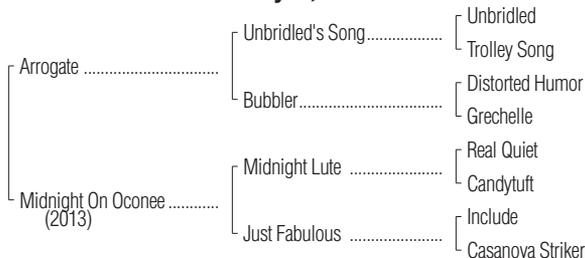 Unbridled
Unbridled's Song....................
Trolley Song
Arrogate ...................................
Distorted Humor
Bubbler.....................................
Grechelle
Real Quiet
Midnight Lute ........................
Candytuft
Midnight On Oconee .............
(2013)
Include
Just Fabulous ........................
Casanova Striker